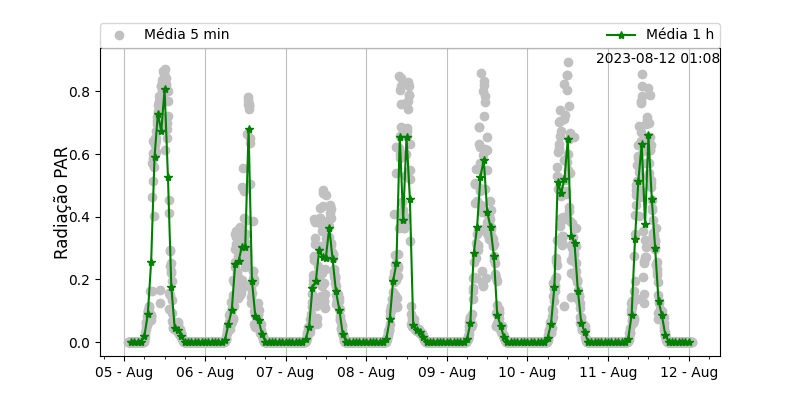 Média 5 min
Média 1 h
2023-08-12 01:08
Radiação PAR
0.8
0.6
0.4
0.2
0.0
05 - Aug
06 - Aug
07 - Aug
08 - Aug
09 - Aug
10 - Aug
11 - Aug
12 - Aug